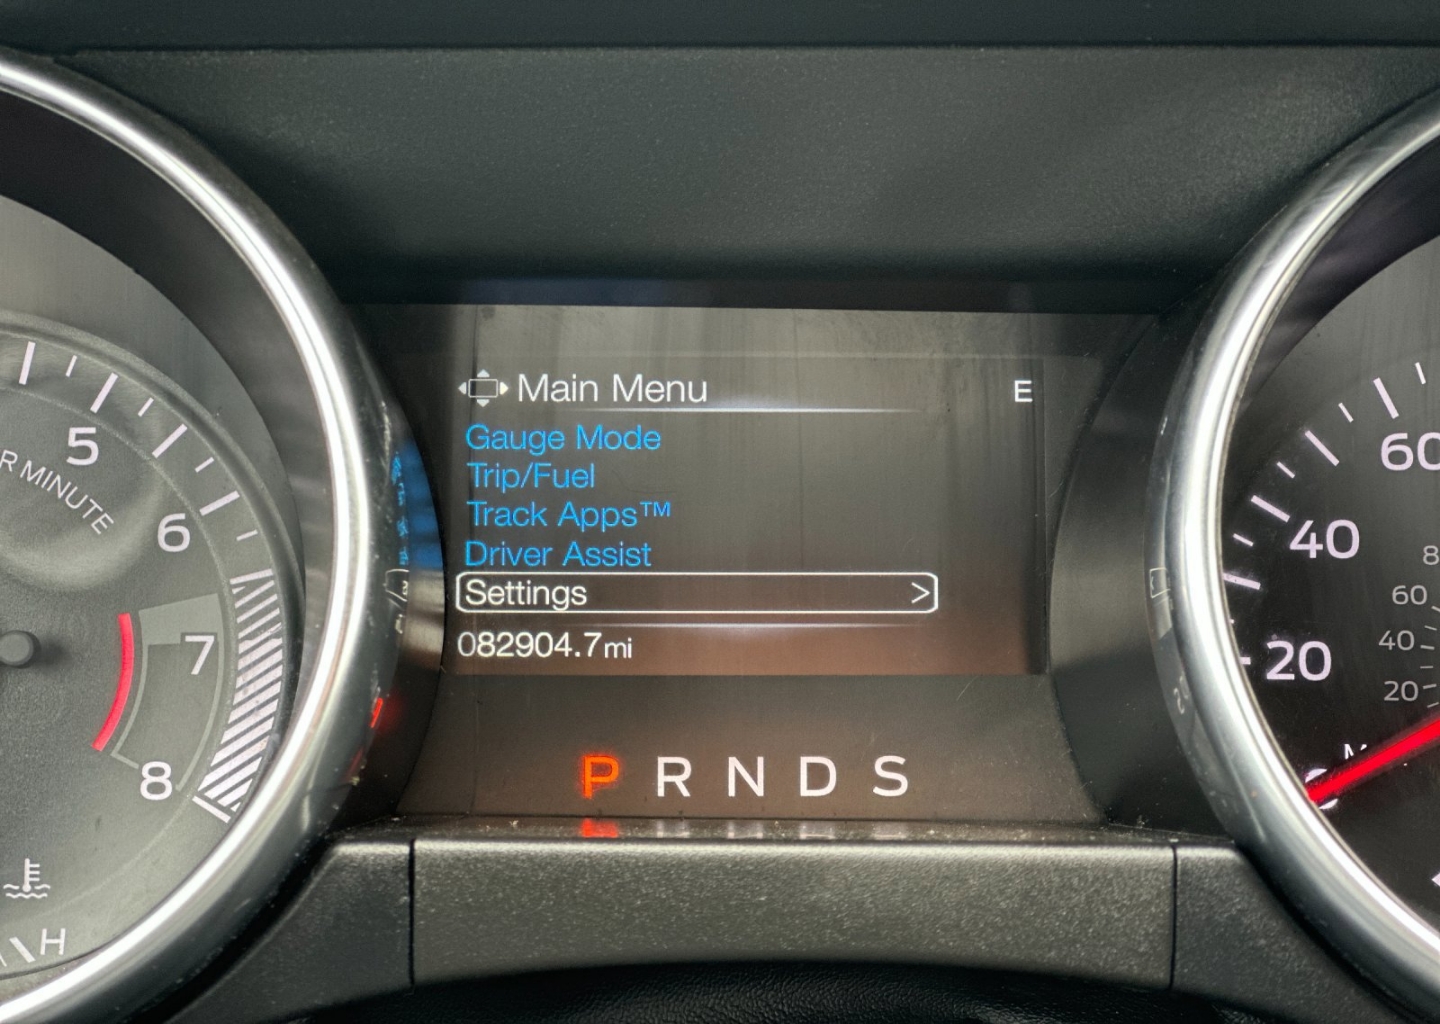 Main Menu E
Gauge Mode
Trip/Fuel
Track Apps™
Driver Assist
Settings >
082904.7mi
P R N D S
5
R MINUTE
6
7
8
H
60
40
20
80
60
40
20